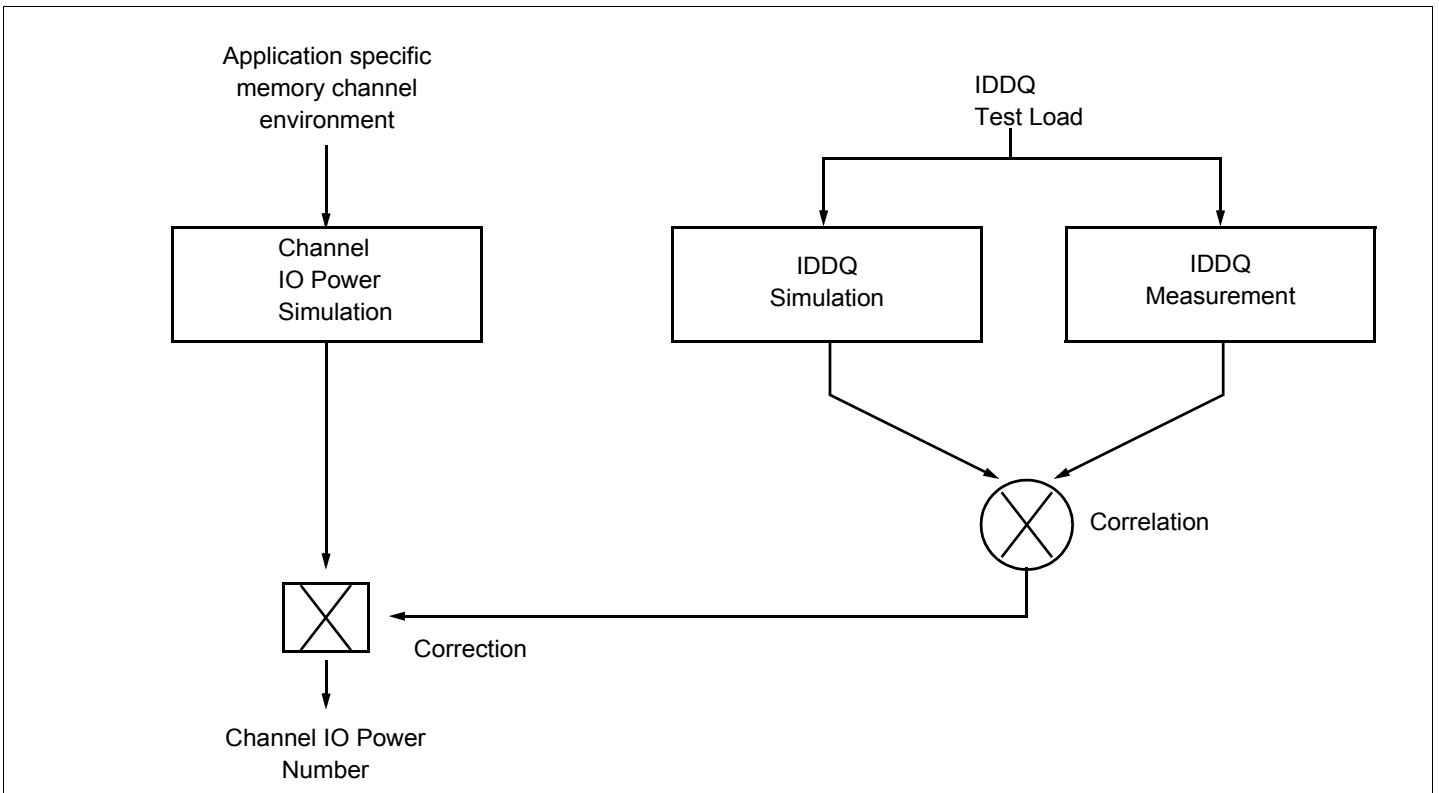 Application specific
memory channel
environment
IDDQ
Test Load
Channel
IO Power
Simulation
IDDQ
Simulation
IDDQ
Measurement
Correlation
Correction
Channel IO Power
Number